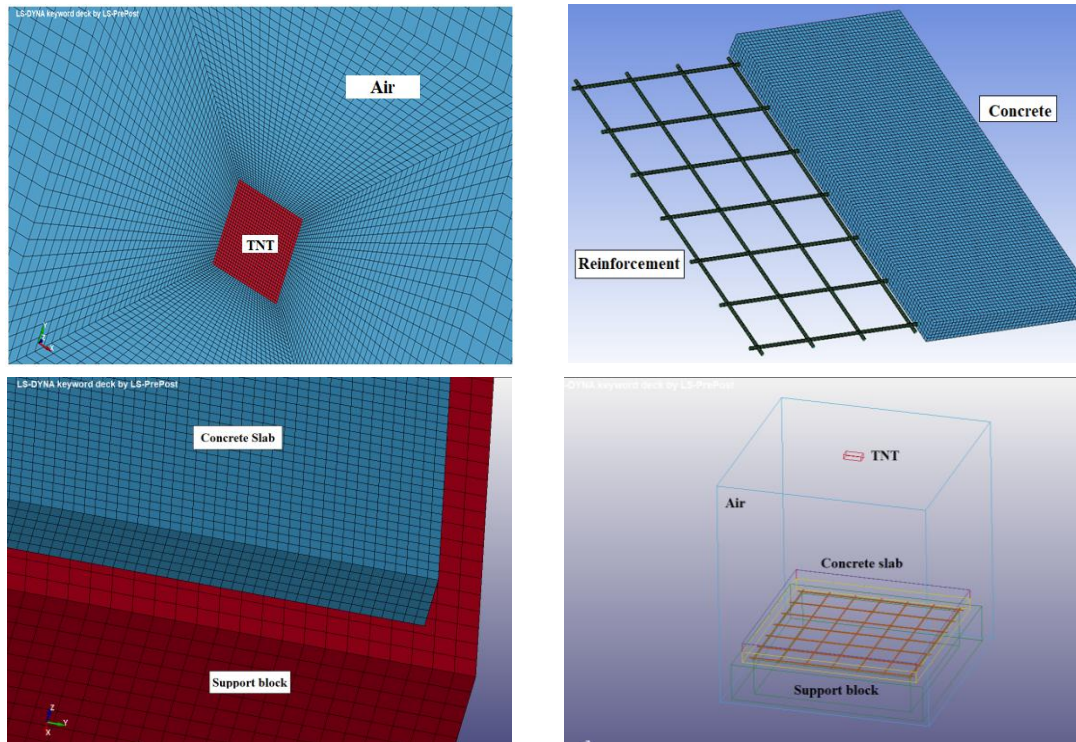 LS-DYNA keyword deck by LS-PrePost
Air
TNT
Y
X
Concrete
Reinforcement
LS-DYNA keyword deck by LS-PrePost
Concrete Slab
Support block
Z
Y
X
-DYNA keyword deck by LS-PrePost
TNT
Air
Concrete slab
Support block